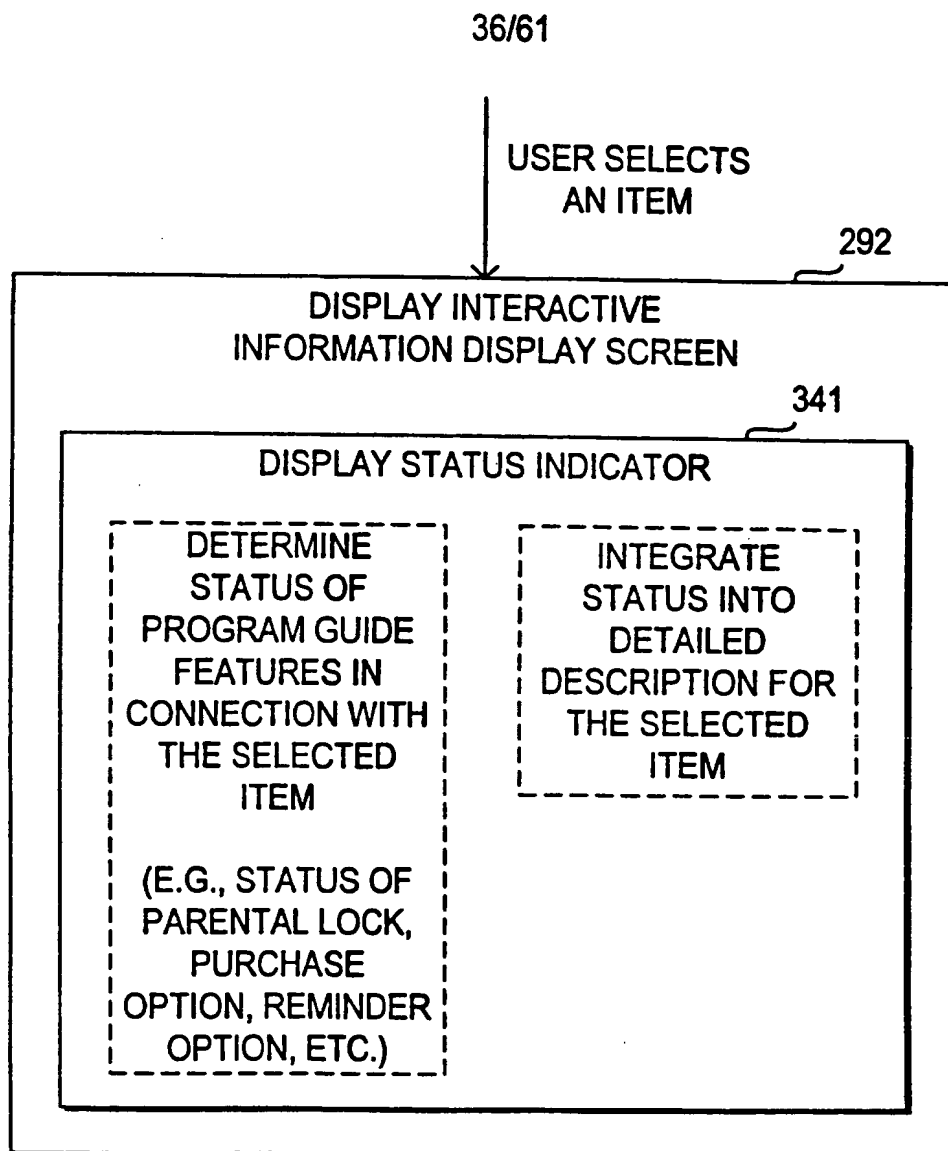 36/61
USER SELECTS
AN ITEM
292
DISPLAY INTERACTIVE
INFORMATION DISPLAY SCREEN
341
DISPLAY STATUS INDICATOR
DETERMINE
STATUS OF
PROGRAM GUIDE
FEATURES IN
CONNECTION WITH
THE SELECTED
ITEM
(E.G., STATUS OF
PARENTAL LOCK,
PURCHASE
OPTION, REMINDER
OPTION, ETC.)
INTEGRATE
STATUS INTO
DETAILED
DESCRIPTION FOR
THE SELECTED
ITEM